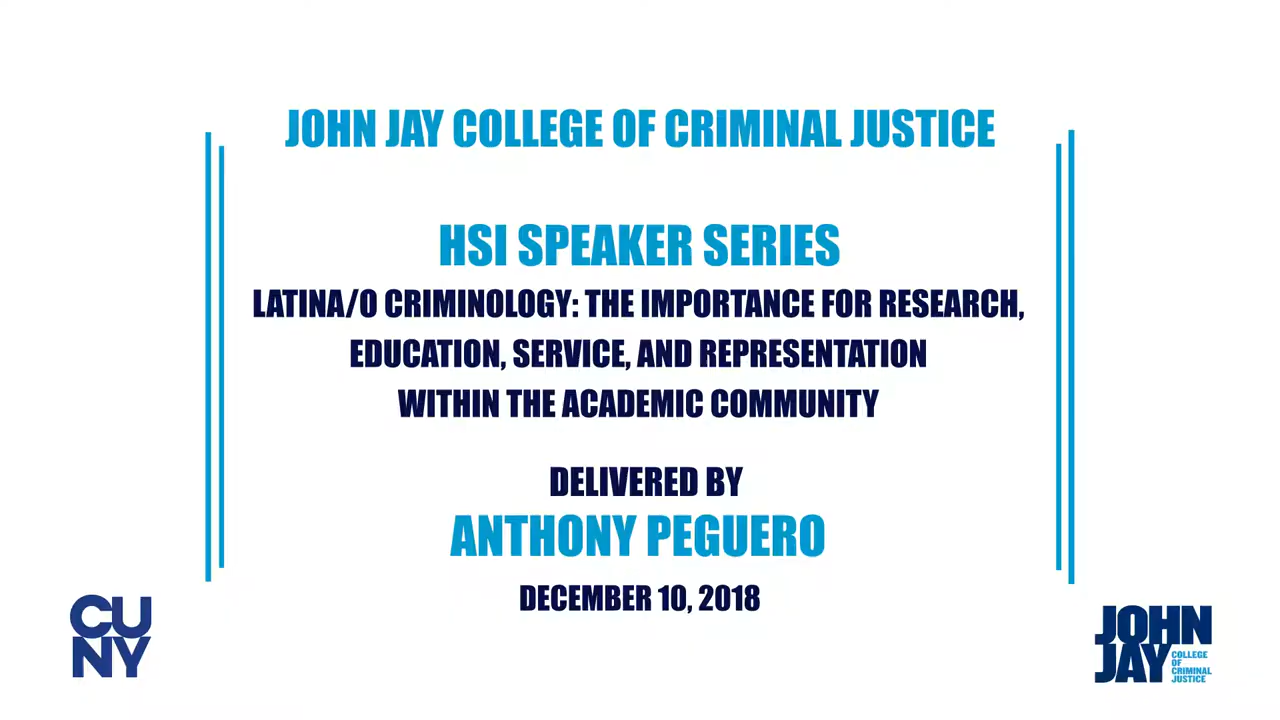 JOHN JAY COLLEGE OF CRIMINAL JUSTICE
HSI SPEAKER SERIES
LATINA/O CRIMINOLOGY: THE IMPORTANCE FOR RESEARCH,
EDUCATION, SERVICE, AND REPRESENTATION
WITHIN THE ACADEMIC COMMUNITY
DELIVERED BY
ANTHONY PEGUERO
DECEMBER 10, 2018
CU
NY
JOHN
JAY
COLLEGE
OF
CRIMINAL
JUSTICE